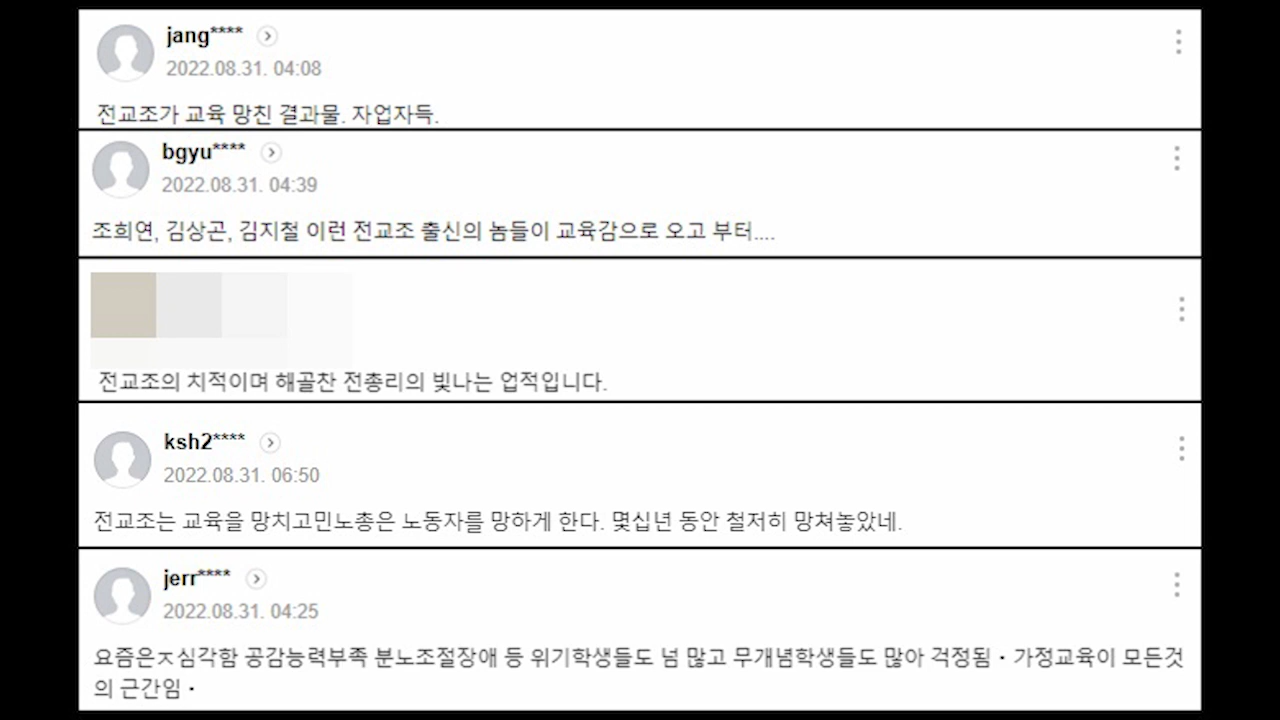 jang****
2022.08.31. 04:08
전교조가 교육 망친 결과물. 자업자득.
bgyu****
2022.08.31. 04:39
조희연, 김상곤, 김지철 이런 전교조 출신의 놈들이 교육감으로 오고 부터....
전교조의 치적이며 해골찬 전총리의 빛나는 업적입니다.
ksh2****
2022.08.31. 06:50
전교조는 교육을 망치고민노총은 노동자를 망하게 한다. 몇십년 동안 철저히 망쳐놓았네.
jerr****
2022.08.31. 04:25
요즘은ㅈ심각함 공감능력부족 분노조절장애 등 위기학생들도 넘 많고 무개념학생들도 많아 걱정됨・가정교육이 모든것
의 근간임・